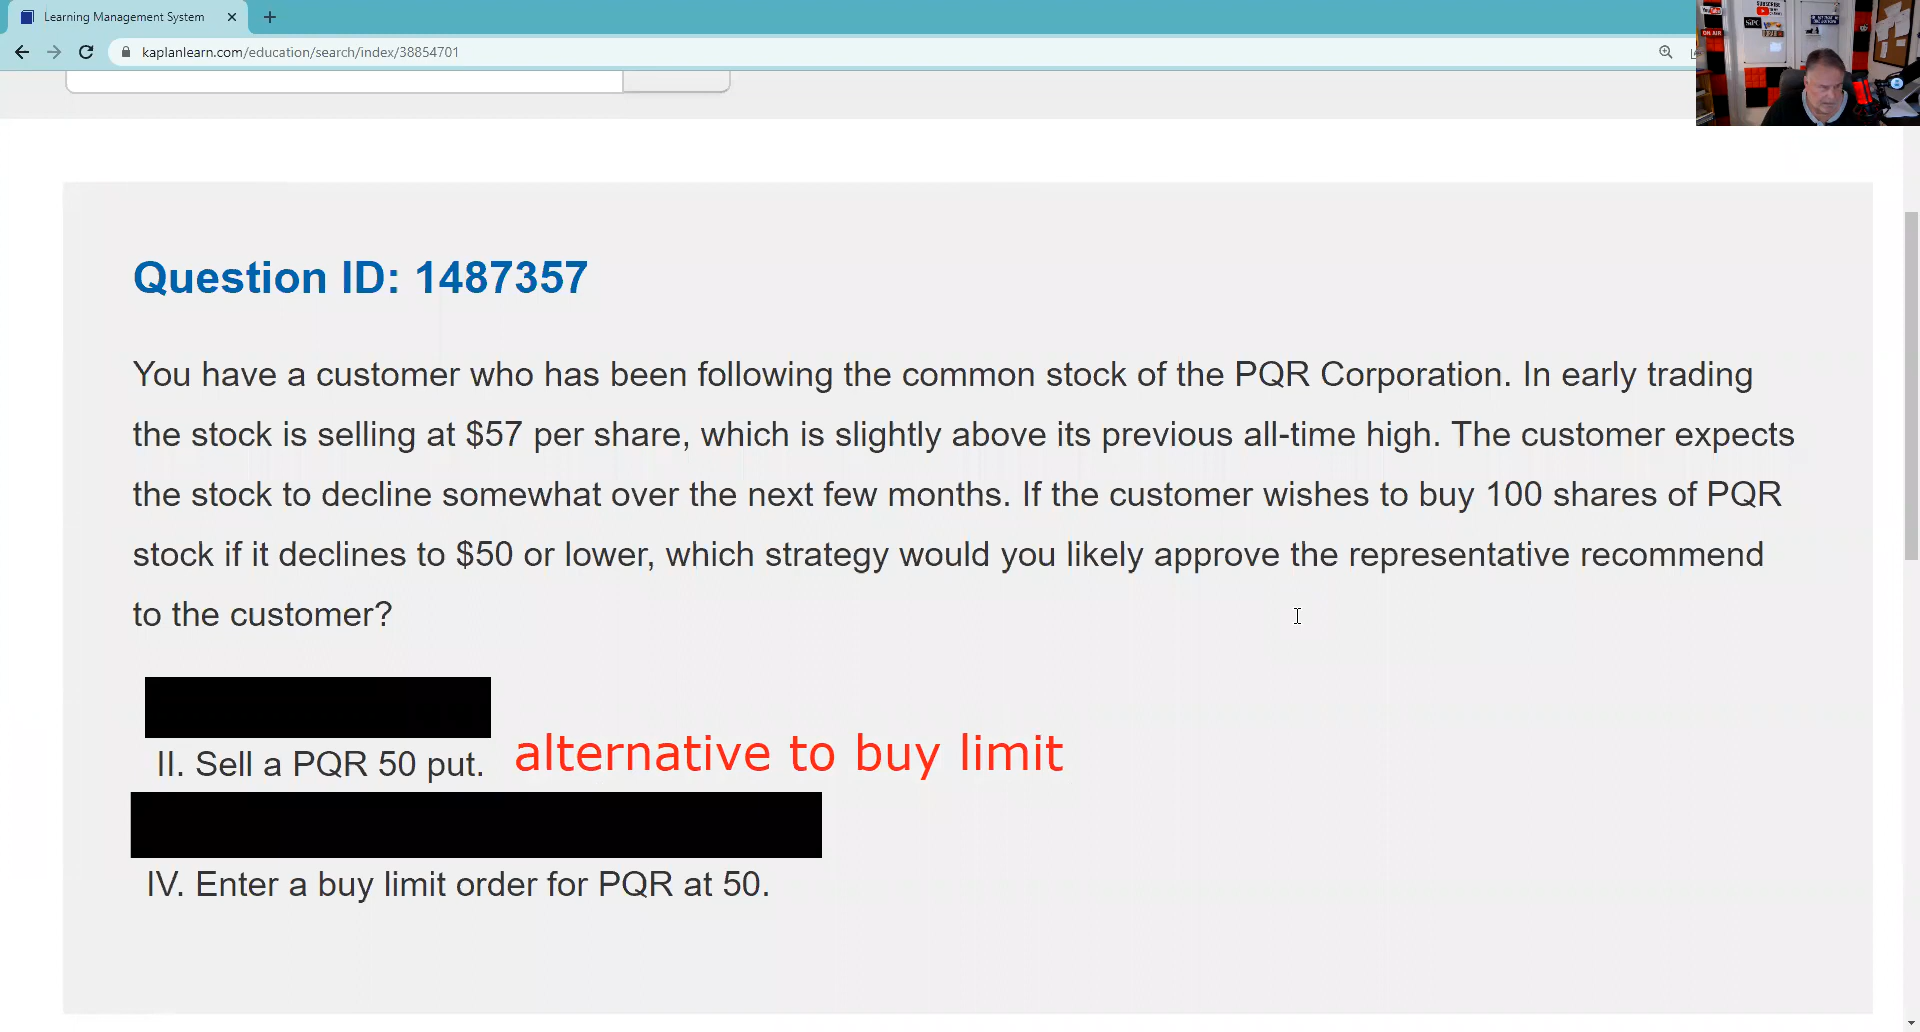 Learning Management System
kaplanlearn.com/education/search/index/38854701
SUBSCRIBE
SIPC
ON AIR
Question ID: 1487357
You have a customer who has been following the common stock of the PQR Corporation. In early trading
the stock is selling at $57 per share, which is slightly above its previous all-time high. The customer expects
the stock to decline somewhat over the next few months. If the customer wishes to buy 100 shares of PQR
stock if it declines to $50 or lower, which strategy would you likely approve the representative recommend
to the customer?
II. Sell a PQR 50 put.
alternative to buy limit
IV. Enter a buy limit order for PQR at 50.